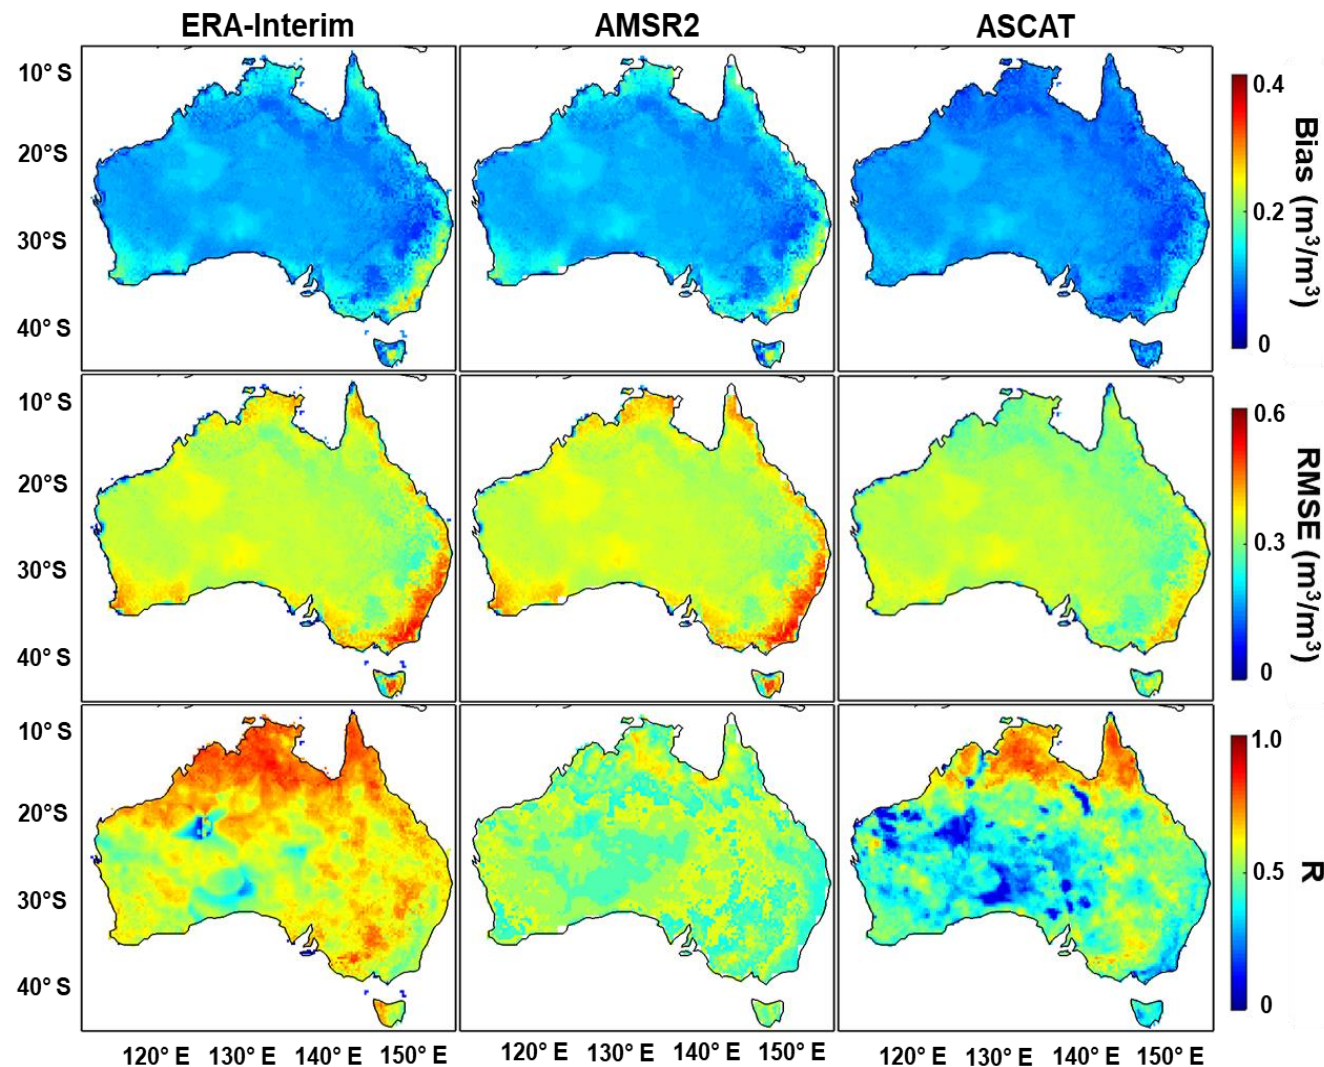 ERA-Interim AMSR2 ASCAT
10° S
20° S
30° S
40° S
0.4
0.2
0
Bias (m³/m³)
10° S
20°S
30°S
40° S
0.6
0.3
0
RMSE (m³/m³)
10° S
20°S
30°S
40° S
1.0
0.5
0
R
120° E 130° E 140° E 150° E 120° E 130° E 140° E 150° E 120° E 130° E 140° E 150° E